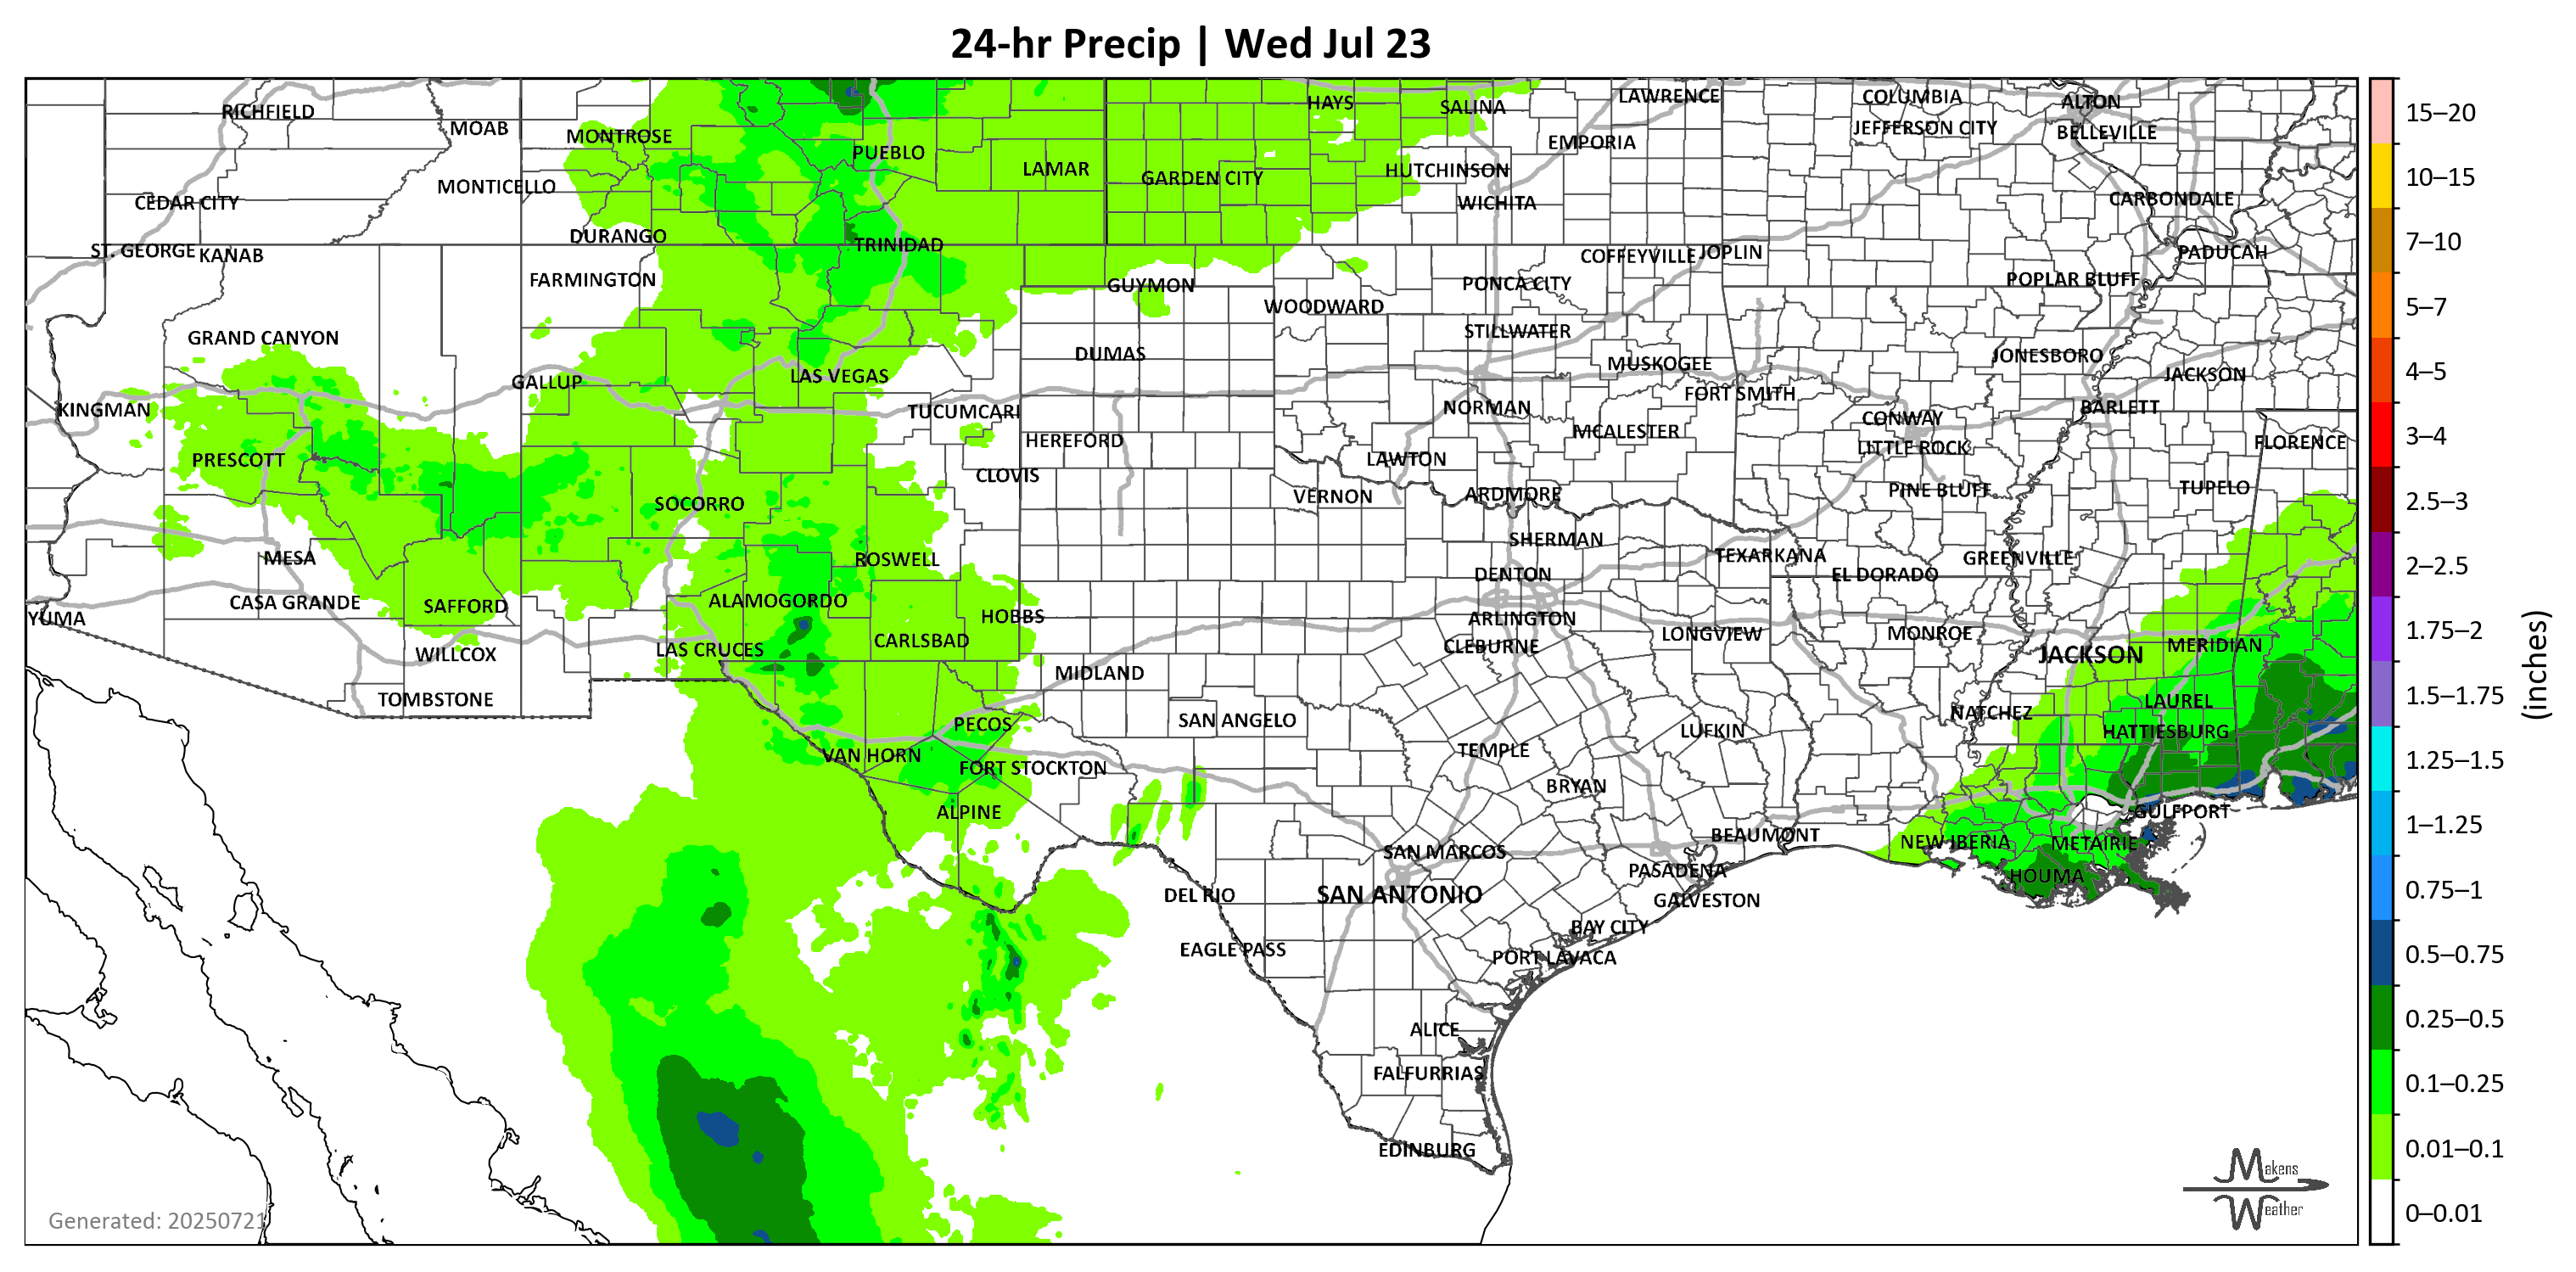 24-hr Precip | Wed Jul 23
RICHFIELD
MOAB
MONTROSE
PUEBLO
LAMAR
HAYS
SALINA
LAWRENCE
COLUMBIA
ALTON
JEFFERSON CITY
BELLEVILLE
EMPORIA
GARDEN CITY
HUTCHINSON
MONTICELLO
CEDAR CITY
WICHITA
CARBONDALE
DURANGO
TRINIDAD
ST. GEORGE
KANAB
COFFEYVILLE
JOPLIN
PADUCAH
FARMINGTON
GUYMON
PONCA CITY
POPLAR BLUFF
WOODWARD
GRAND CANYON
STILLWATER
DUMAS
MUSKOGEE
JONESBORO
GALLUP
LAS VEGAS
JACKSON
FORT SMITH
KINGMAN
TUCUMCARI
NORMAN
CONWAY
BARLETT
HEREFORD
MCALESTER
LITTLE ROCK
FLORENCE
PRESCOTT
CLOVIS
LAWTON
SOCORRO
VERNON
ARDMORE
PINE BLUFF
TUPELO
MESA
ROSWELL
SHERMAN
TEXARKANA
GREENVILLE
DENTON
EL DORADO
YUMA
CASA GRANDE
SAFFORD
ALAMOGORDO
HOBBS
ARLINGTON
LAS CRUCES
CARLSBAD
CLEBURNE
LONGVIEW
MONROE
JACKSON
MERIDIAN
WILLCOX
MIDLAND
TOMBSTONE
PECOS
SAN ANGELO
NATCHEZ
LAUREL
VAN HORN
FORT STOCKTON
TEMPLE
LUFKIN
HATTIESBURG
ALPINE
BRYAN
GULFPORT
SAN MARCOS
BEAUMONT
NEW IBERIA
METAIRIE
DEL RIO
SAN ANTONIO
PASADENA
HOUMA
GALVESTON
EAGLE PASS
BAY CITY
PORT LAVACA
ALICE
FALFURRIAS
EDINBURG
Generated: 20250721
Makens
Weather
15–20
10–15
7–10
5–7
4–5
3–4
2.5–3
2–2.5
1.75–2
1.5–1.75
1.25–1.5
1–1.25
0.75–1
0.5–0.75
0.25–0.5
0.1–0.25
0.01–0.1
0–0.01
(inches)